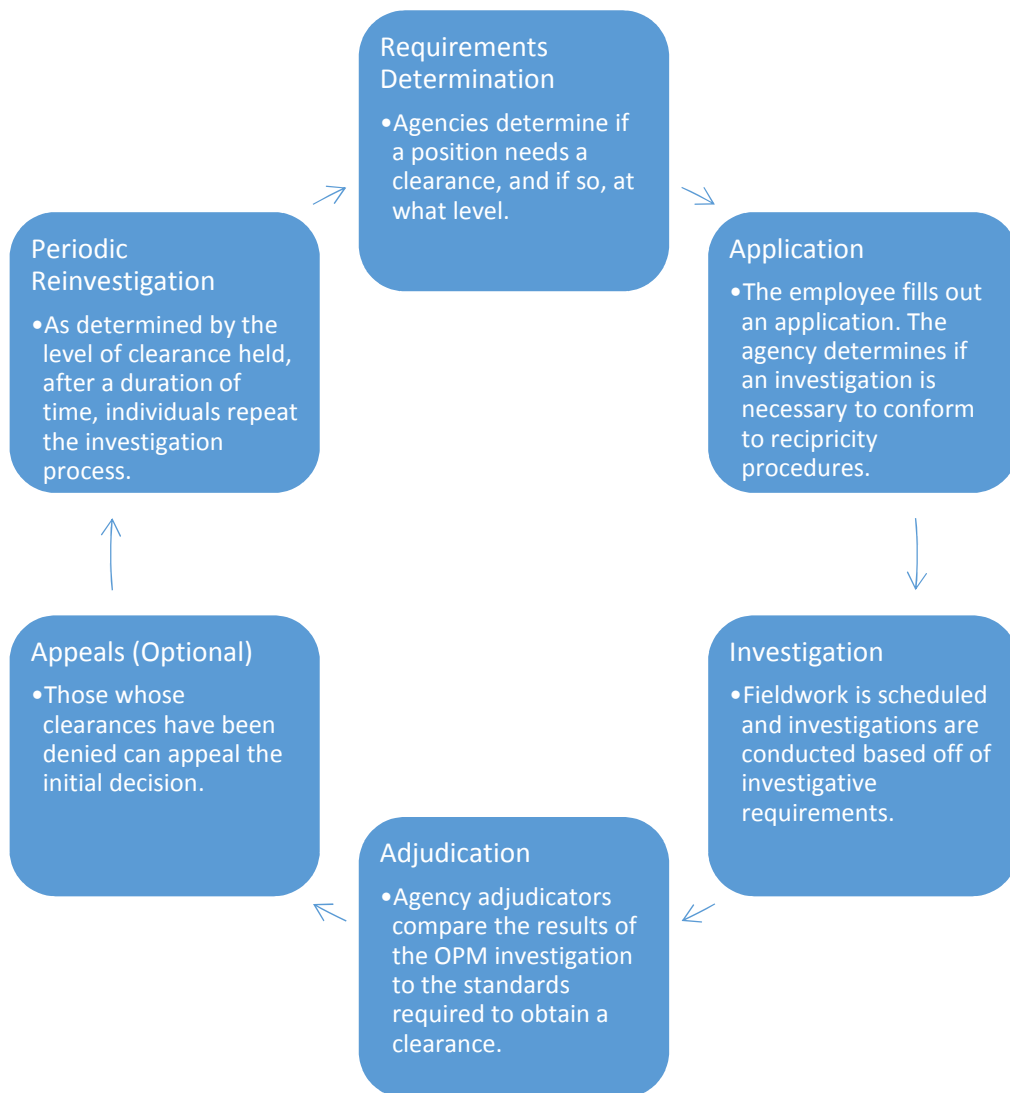 Requirements
Determination
•Agencies determine if
a position needs a
clearance, and if so, at
what level.
Application
•The employee fills out
an application. The
agency determines if
an investigation is
necessary to conform
to recipricity
procedures.
Investigation
•Fieldwork is scheduled
and investigations are
conducted based off of
investigative
requirements.
Adjudication
•Agency adjudicators
compare the results of
the OPM investigation
to the standards
required to obtain a
clearance.
Appeals (Optional)
•Those whose
clearances have been
denied can appeal the
initial decision.
Periodic
Reinvestigation
•As determined by the
level of clearance held,
after a duration of
time, individuals repeat
the investigation
process.